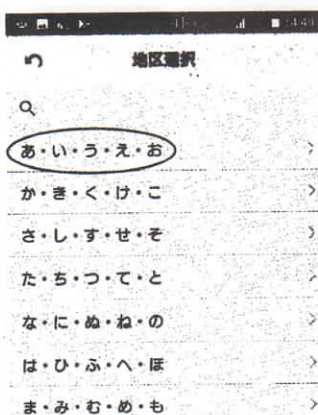 地区選択
あ・い・う・え・お
か・き・く・け・こ
さ・し・す・せ・そ
た・ち・つ・て・と
な・に・ぬ・ね・の
は・ひ・ふ・へ・ほ
ま・み・む・め・も